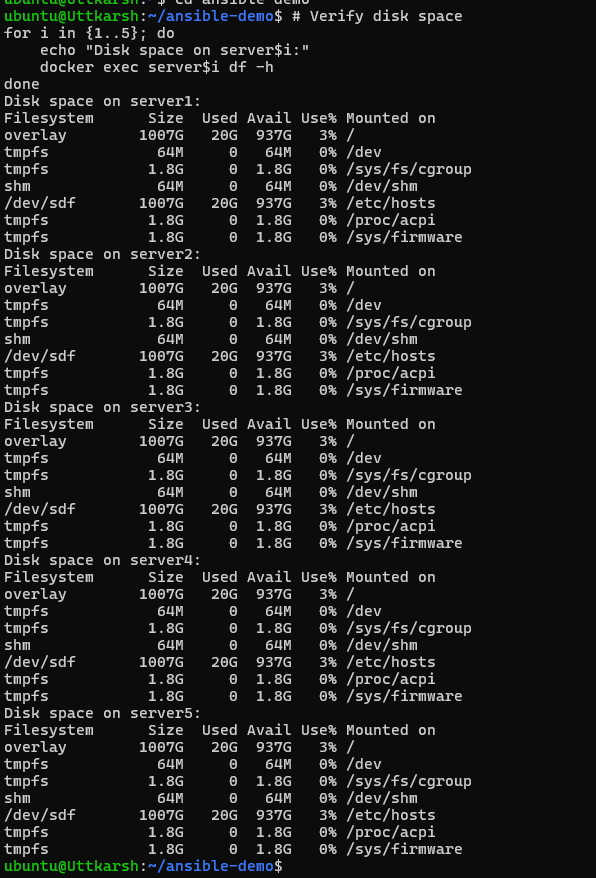 ubuntu@Uttkarsh:~$ cd ansible-demo
ubuntu@Uttkarsh:~/ansible-demo$ # Verify disk space
for i in {1..5}; do
    echo "Disk space on server$i:"
    docker exec server$i df -h
done
Disk space on server1:
Filesystem      Size  Used Avail Use% Mounted on
overlay        1007G   20G  937G   3% /
tmpfs            64M     0   64M   0% /dev
tmpfs           1.8G     0  1.8G   0% /sys/fs/cgroup
shm              64M     0   64M   0% /dev/shm
/dev/sdf       1007G   20G  937G   3% /etc/hosts
tmpfs           1.8G     0  1.8G   0% /proc/acpi
tmpfs           1.8G     0  1.8G   0% /sys/firmware
Disk space on server2:
Filesystem      Size  Used Avail Use% Mounted on
overlay        1007G   20G  937G   3% /
tmpfs            64M     0   64M   0% /dev
tmpfs           1.8G     0  1.8G   0% /sys/fs/cgroup
shm              64M     0   64M   0% /dev/shm
/dev/sdf       1007G   20G  937G   3% /etc/hosts
tmpfs           1.8G     0  1.8G   0% /proc/acpi
tmpfs           1.8G     0  1.8G   0% /sys/firmware
Disk space on server3:
Filesystem      Size  Used Avail Use% Mounted on
overlay        1007G   20G  937G   3% /
tmpfs            64M     0   64M   0% /dev
tmpfs           1.8G     0  1.8G   0% /sys/fs/cgroup
shm              64M     0   64M   0% /dev/shm
/dev/sdf       1007G   20G  937G   3% /etc/hosts
tmpfs           1.8G     0  1.8G   0% /proc/acpi
tmpfs           1.8G     0  1.8G   0% /sys/firmware
Disk space on server4:
Filesystem      Size  Used Avail Use% Mounted on
overlay        1007G   20G  937G   3% /
tmpfs            64M     0   64M   0% /dev
tmpfs           1.8G     0  1.8G   0% /sys/fs/cgroup
shm              64M     0   64M   0% /dev/shm
/dev/sdf       1007G   20G  937G   3% /etc/hosts
tmpfs           1.8G     0  1.8G   0% /proc/acpi
tmpfs           1.8G     0  1.8G   0% /sys/firmware
Disk space on server5:
Filesystem      Size  Used Avail Use% Mounted on
overlay        1007G   20G  937G   3% /
tmpfs            64M     0   64M   0% /dev
tmpfs           1.8G     0  1.8G   0% /sys/fs/cgroup
shm              64M     0   64M   0% /dev/shm
/dev/sdf       1007G   20G  937G   3% /etc/hosts
tmpfs           1.8G     0  1.8G   0% /proc/acpi
tmpfs           1.8G     0  1.8G   0% /sys/firmware
ubuntu@Uttkarsh:~/ansible-demo$